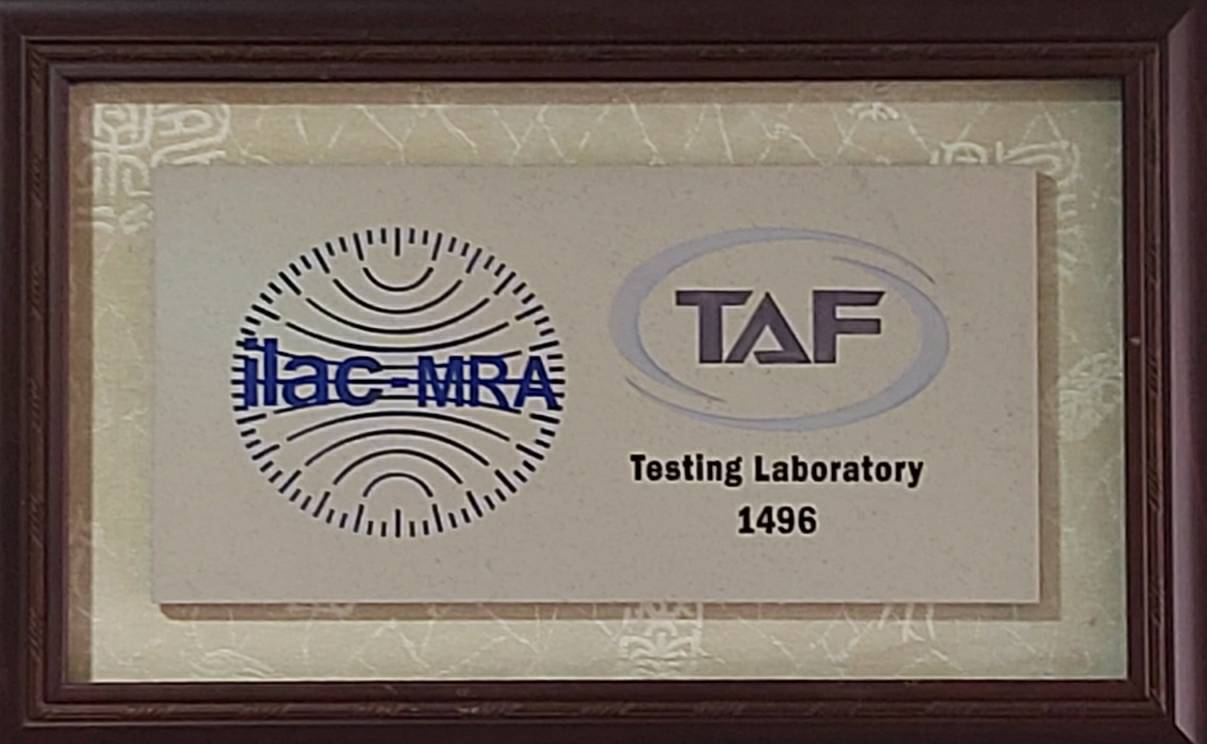 ilac-MRA
TAF
Testing Laboratory
1496